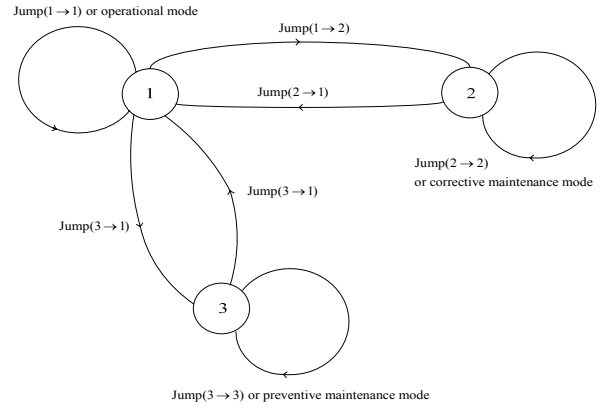 Jump(1→1) or operational mode
Jump(1→2)
1
2
Jump(2→1)
Jump(2→2)
or corrective maintenance mode
Jump(3→1)
Jump(3→1)
3
Jump(3→3) or preventive maintenance mode